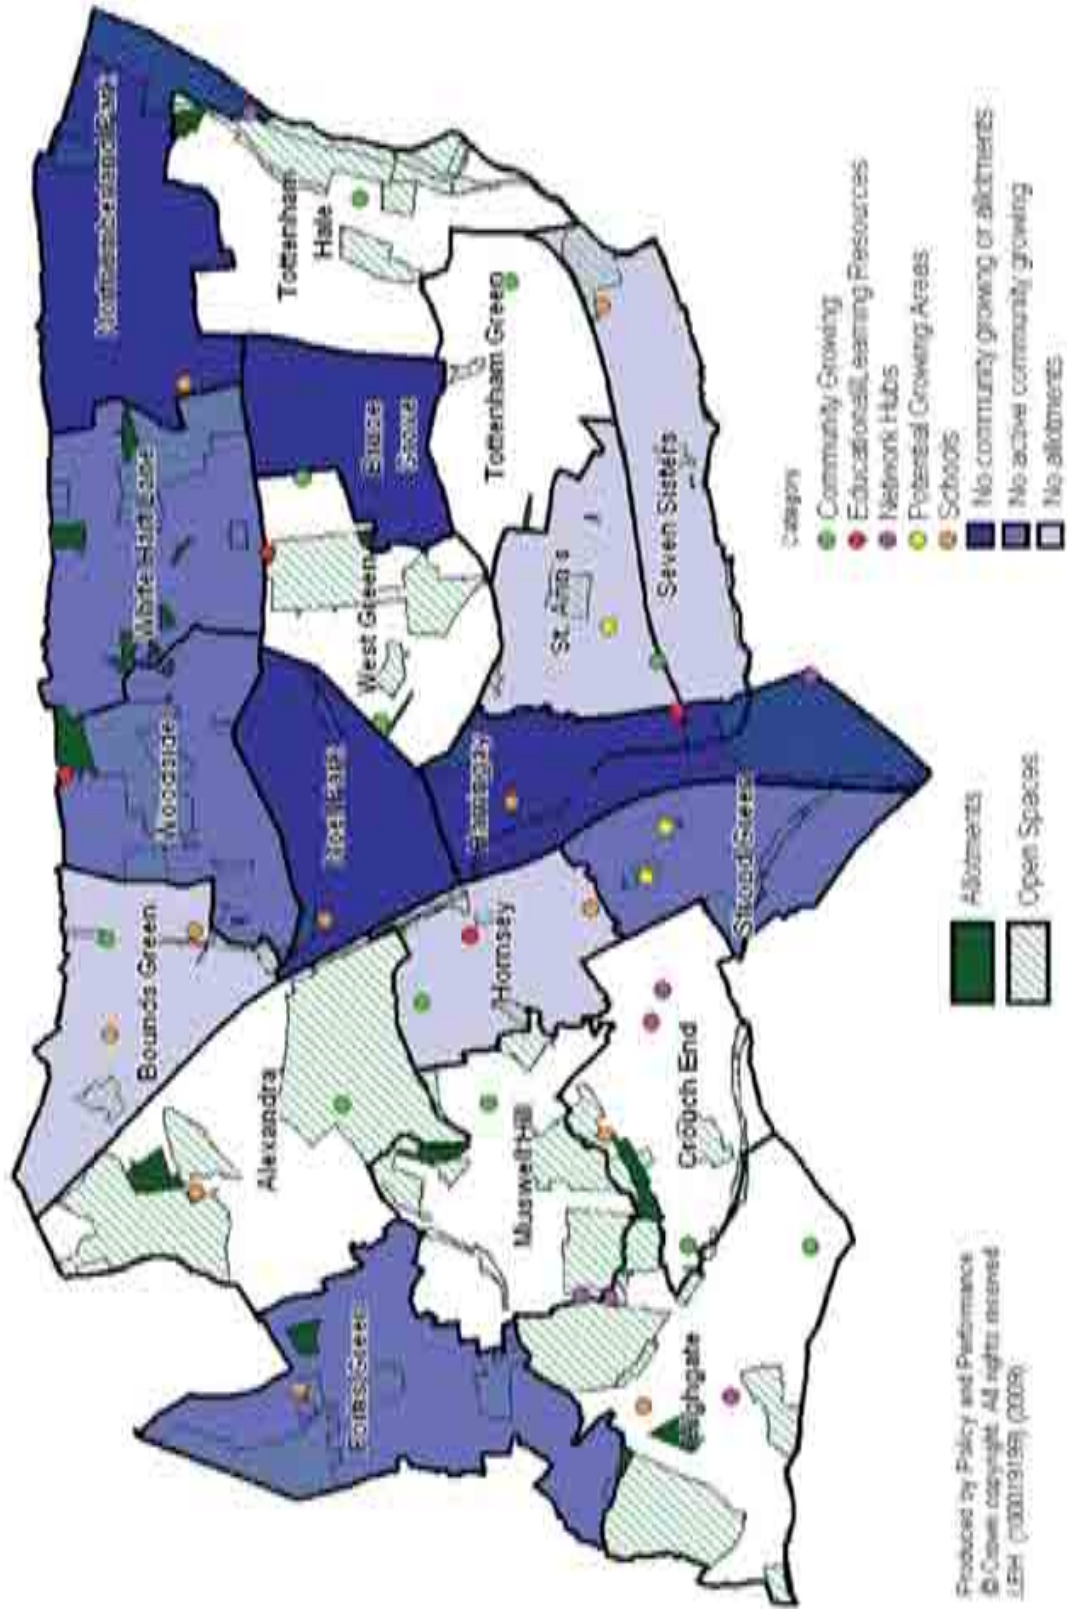 Northumberland Park
Tottenham
Hale
White Hart Lane
Bruce
Grove
Tottenham Green
West Green
Woodside
Noel Park
St. Ann's
Seven Sisters
Harringay
Bounds Green
Hornsey
Stroud Green
Alexandra
Muswell Hill
Crouch End
Fortis Green
Highgate
Category
Community Growing
Educational/Learning Resources
Network Hubs
Potential Growing Areas
Schools
No community growing or allotments
No active community growing
No allotments
Allotments
Open Spaces
Produced by Policy and Performance
© Crown copyright. All rights reserved
LBH (100019199) (2009)